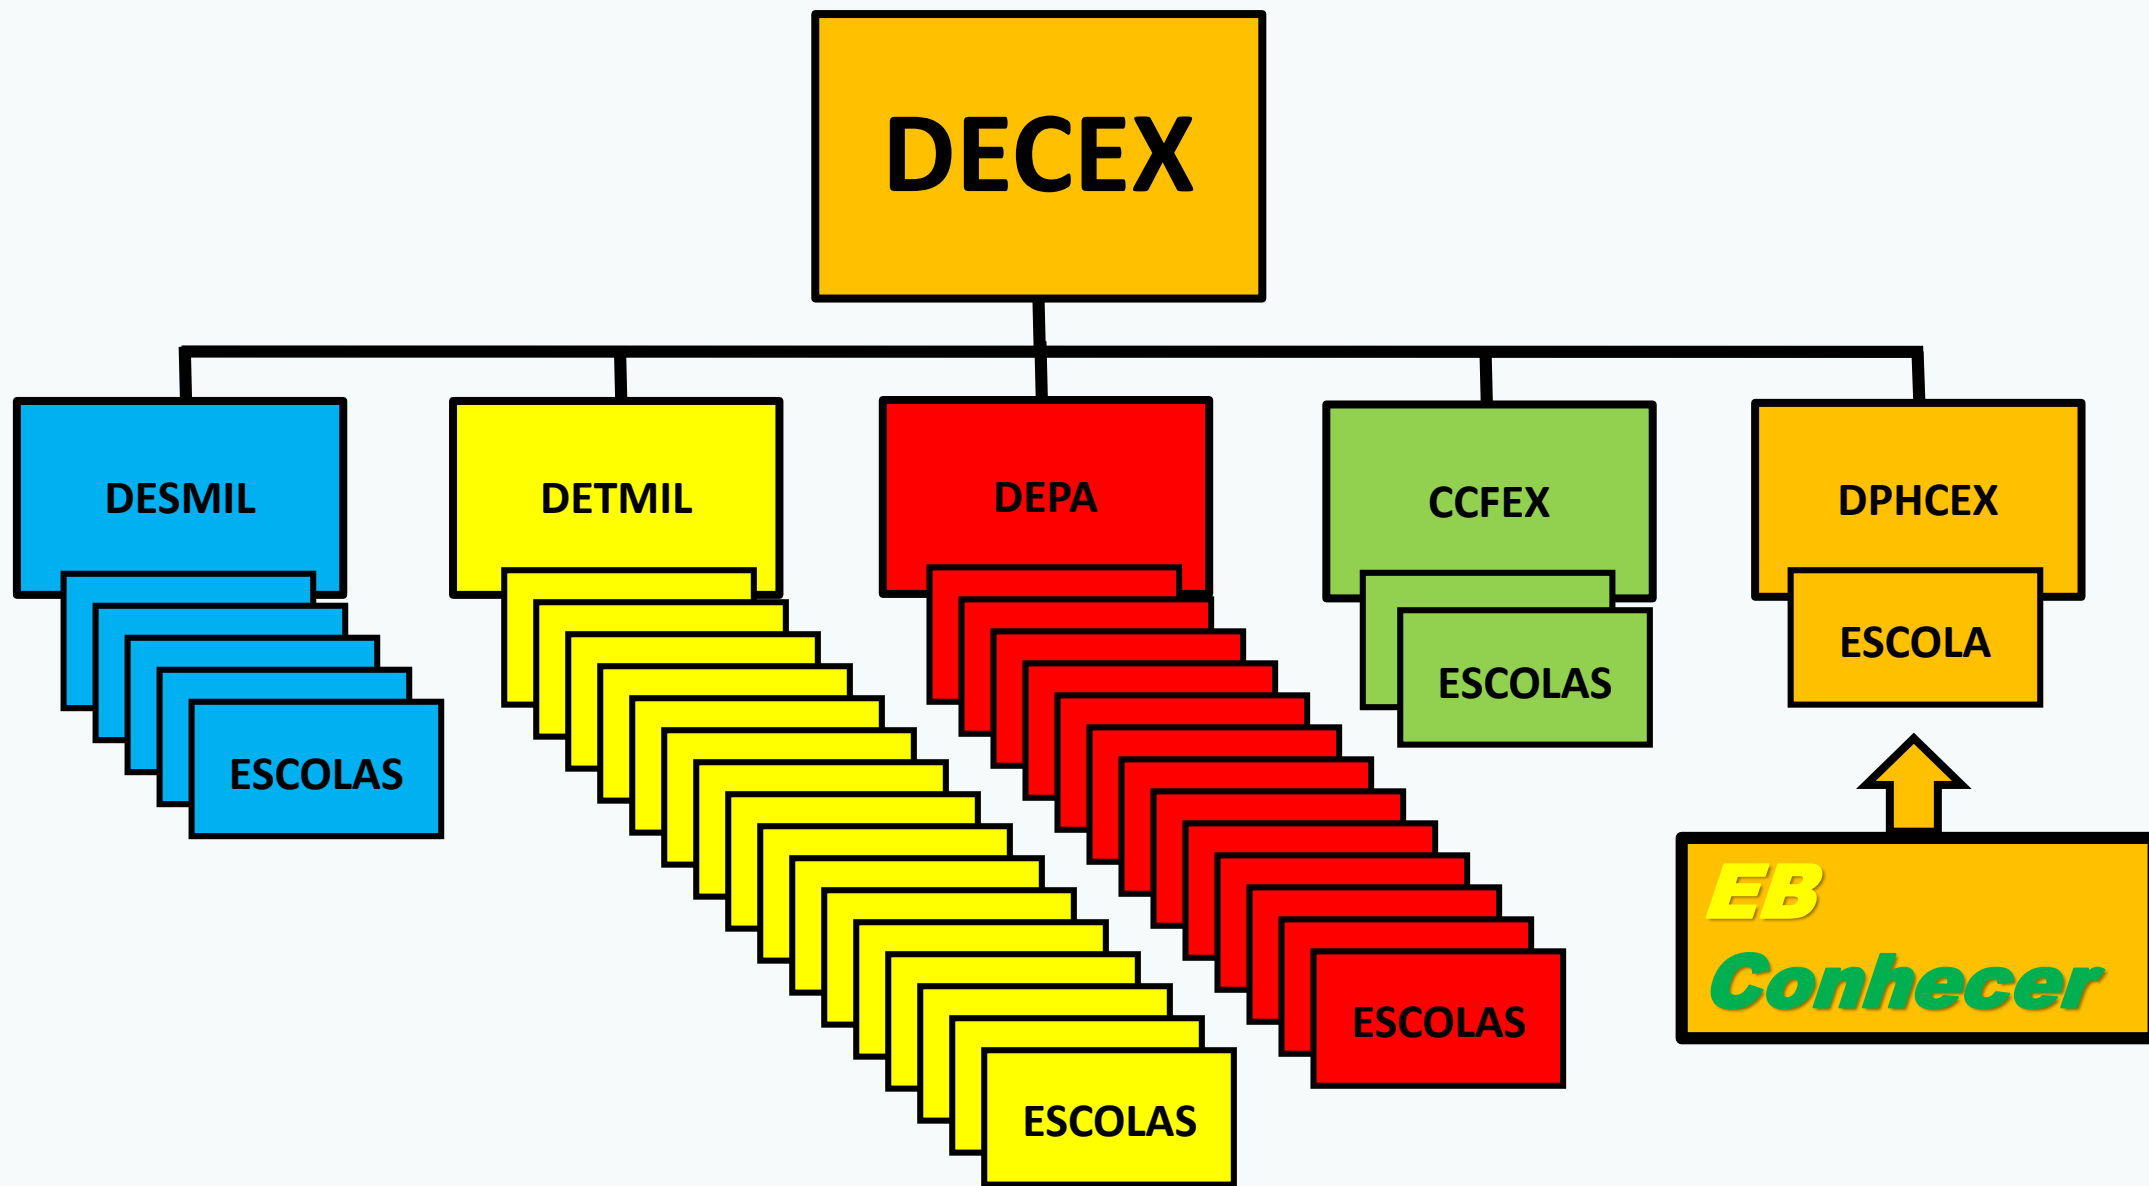 DECEX
DESMIL
DETMIL
DEPA
CCFEX
DPHCEX
ESCOLA
ESCOLAS
ESCOLAS
EB
Conhecer
ESCOLAS
ESCOLAS